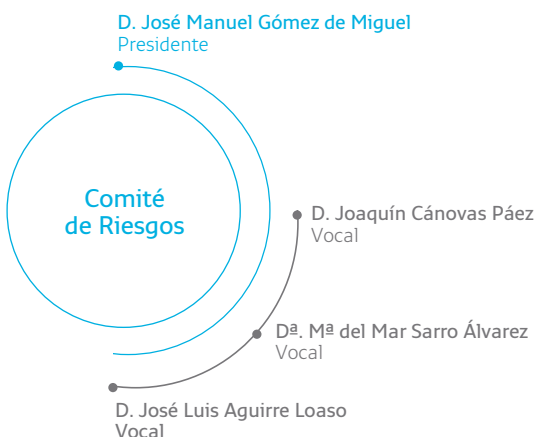 D. José Manuel Gómez de Miguel
Presidente
Comité
de Riesgos
D. Joaquín Cánovas Páez
Vocal
Dª. Mª del Mar Sarro Álvarez
Vocal
D. José Luis Aguirre Loaso
Vocal